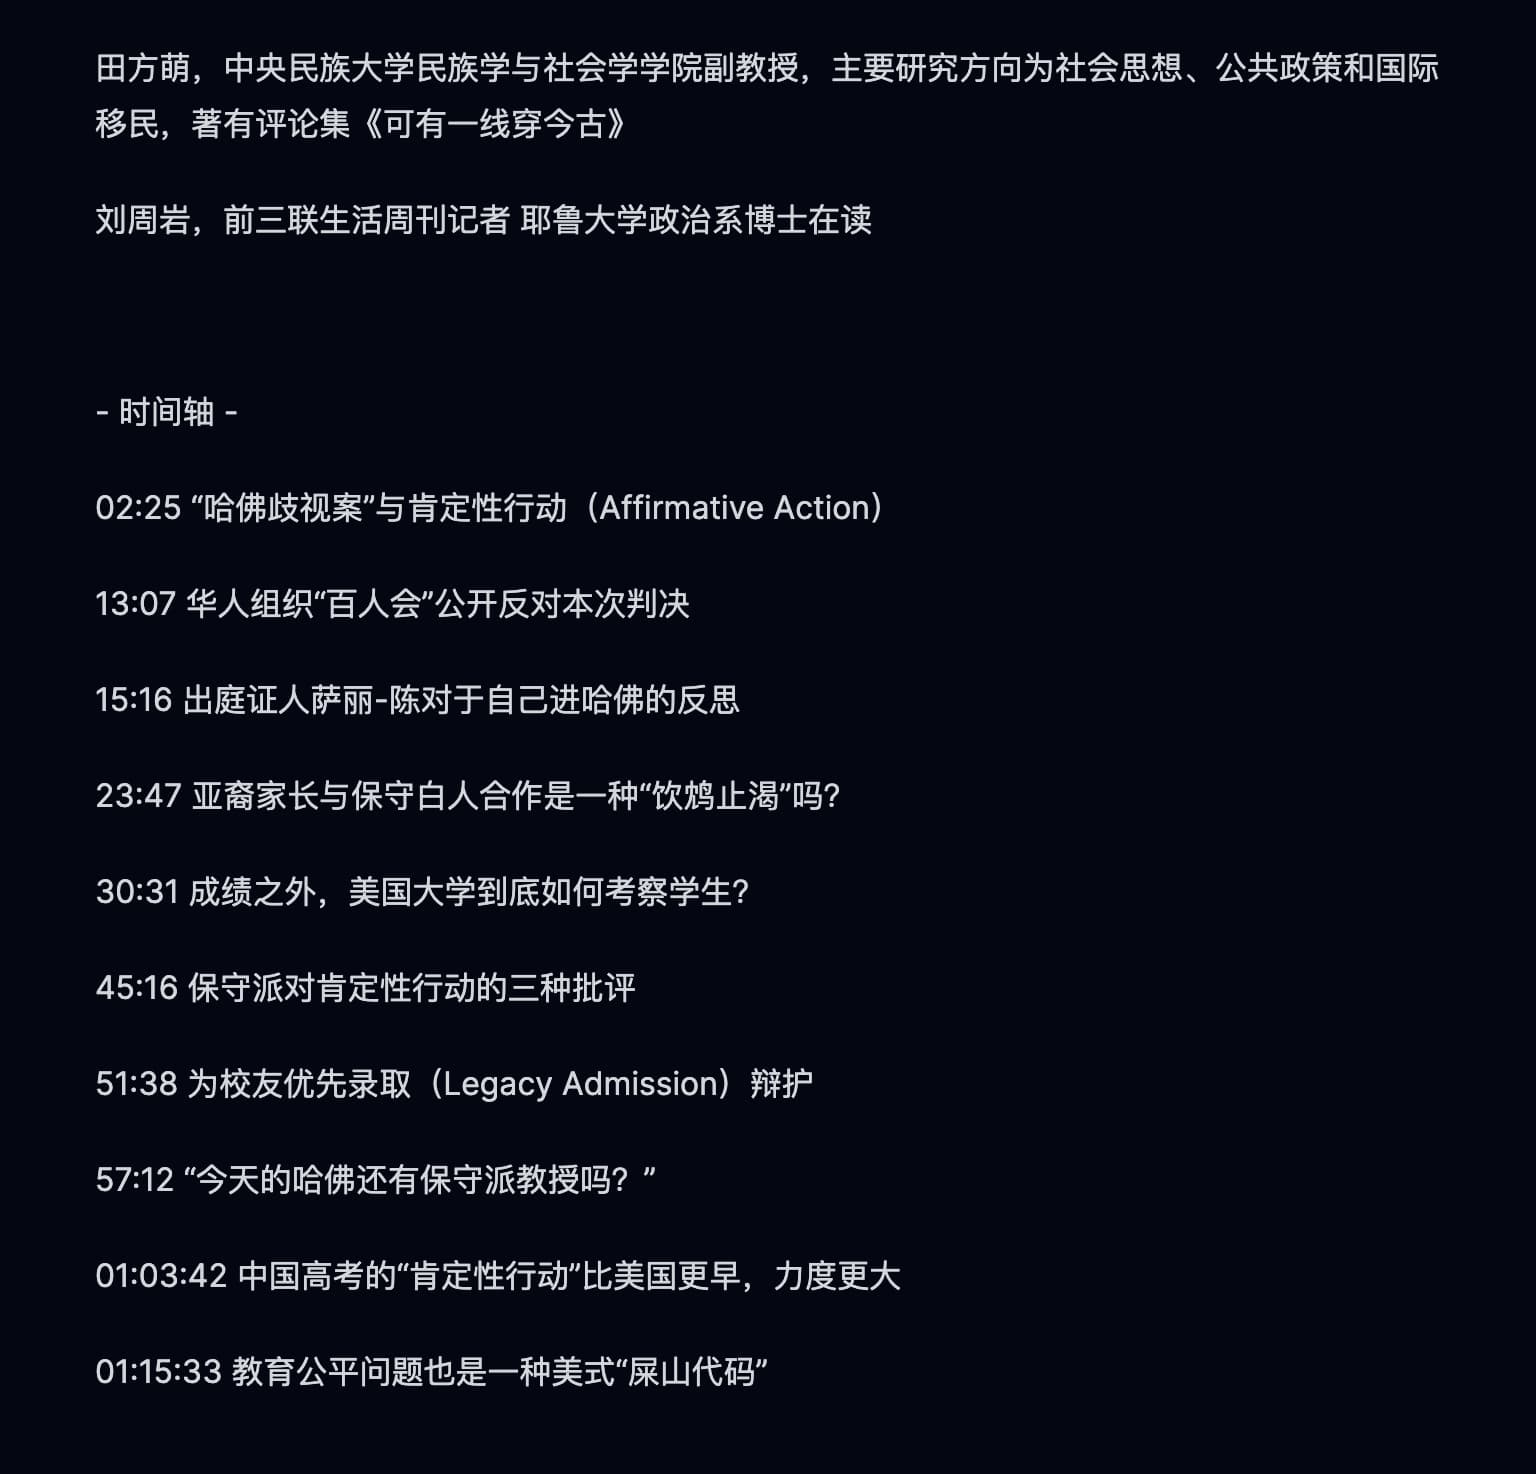 田方萌，中央民族大学民族学与社会学学院副教授，主要研究方向为社会思想、公共政策和国际
移民，著有评论集《可有一线穿今古》
刘周岩，前三联生活周刊记者 耶鲁大学政治系博士在读
- 时间轴 -
02:25 “哈佛歧视案”与肯定性行动（Affirmative Action）
13:07 华人组织“百人会”公开反对本次判决
15:16 出庭证人萨丽-陈对于自己进哈佛的反思
23:47 亚裔家长与保守白人合作是一种“饮鸩止渴”吗？
30:31 成绩之外，美国大学到底如何考察学生？
45:16 保守派对肯定性行动的三种批评
51:38 为校友优先录取（Legacy Admission）辩护
57:12 “今天的哈佛还有保守派教授吗？”
01:03:42 中国高考的“肯定性行动”比美国更早，力度更大
01:15:33 教育公平问题也是一种美式“屎山代码”